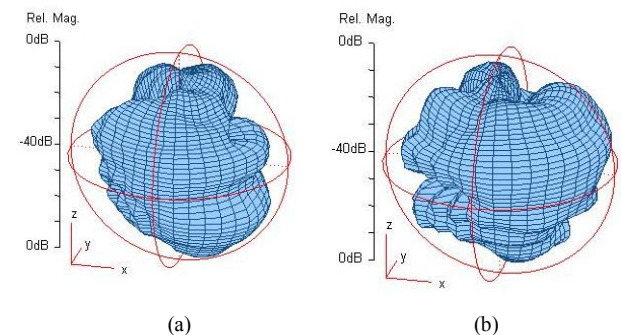 Rel. Mag.
0dB
-40dB
0dB
z
y
x
(a)
Rel. Mag.
0dB
-40dB
0dB
z
y
x
(b)